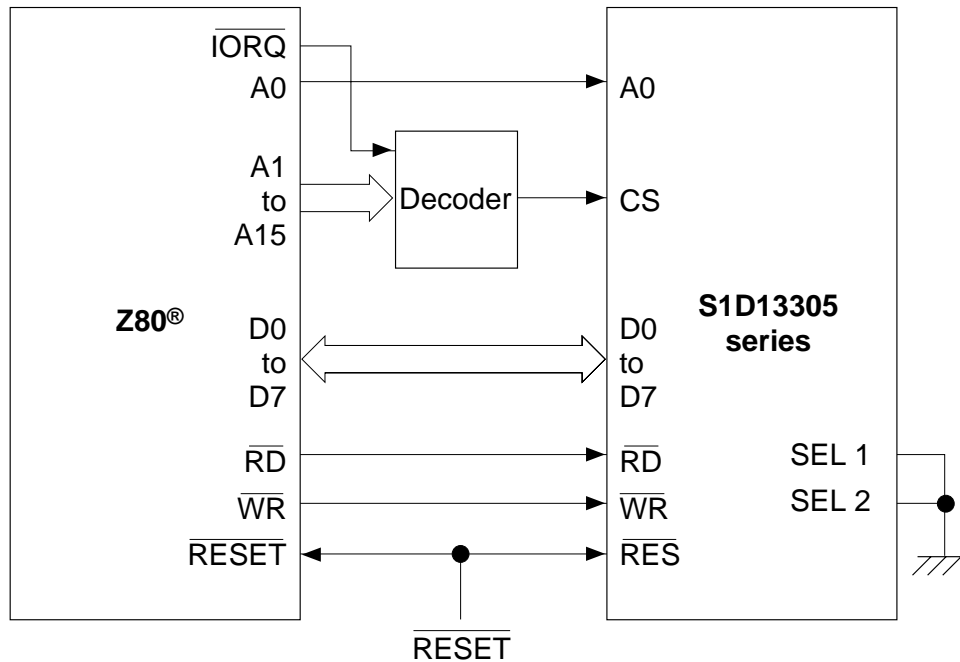 IORQ
A0
A1
to
A15
Z80®
D0
to
D7
RD
WR
RESET
Decoder
A0
CS
S1D13305
series
D0
to
D7
RD
WR
RES
SEL 1
SEL 2
RESET